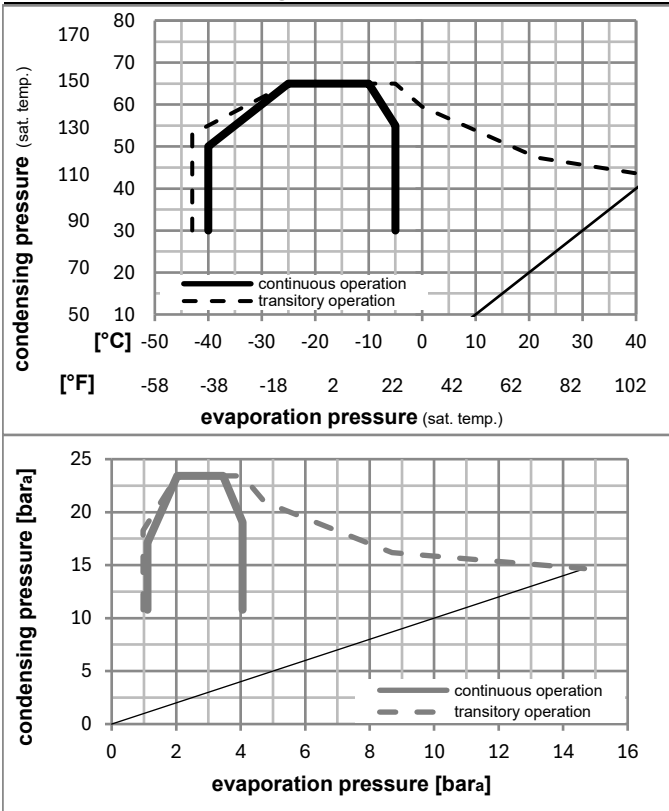 condensing pressure (sat. temp.)
170 80
70
150
60
130
50
110
40
90 30
70 20
50 10
continuous operation
transitory operation
[°C] -50 -40 -30 -20 -10 0 10 20 30 40
[°F] -58 -38 -18 2 22 42 62 82 102
evaporation pressure (sat. temp.)
condensing pressure [bara]
25
20
15
10
5
0
continuous operation
transitory operation
0 2 4 6 8 10 12 14 16
evaporation pressure [bara]